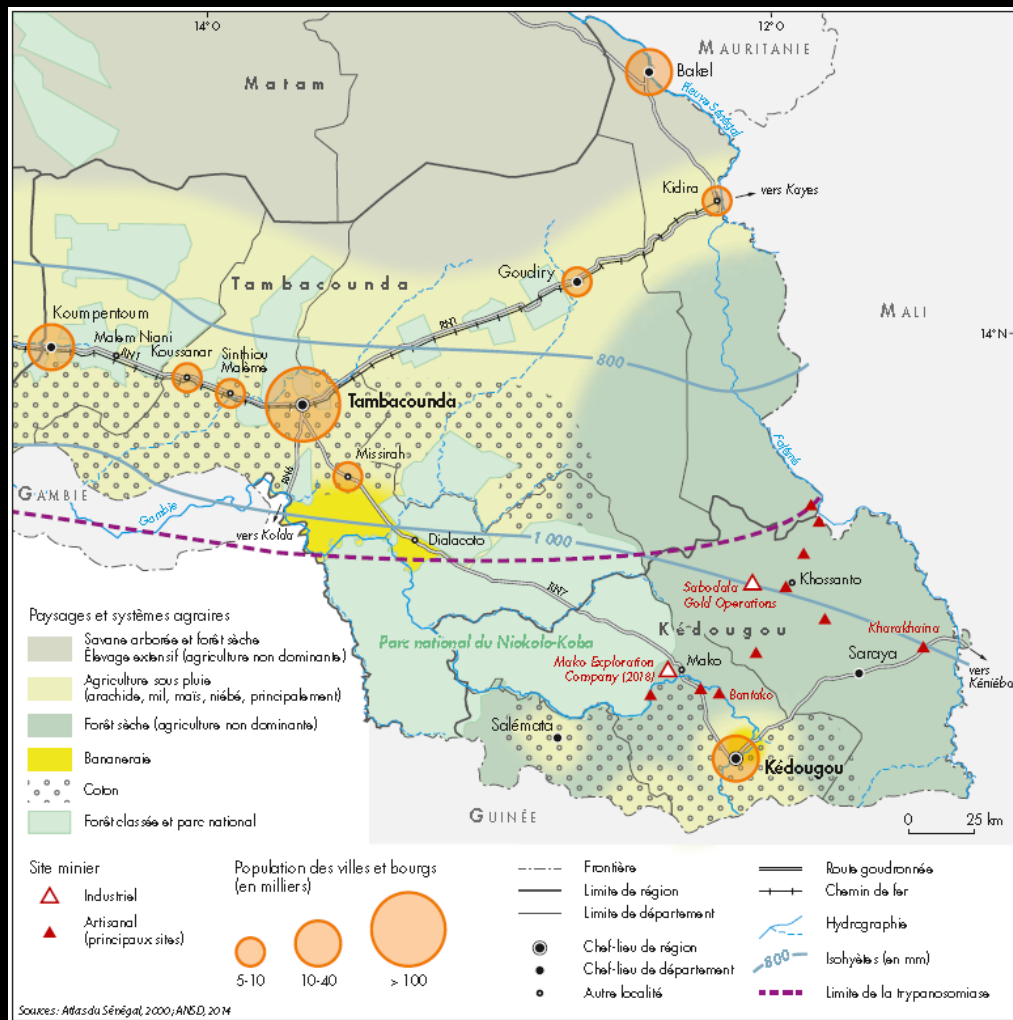 14°O
12°O
MAURITANIE
Matam
Bakel
Fleuve Sénégal
Kidira
vers Kayes
Goudiry
Tambacounda
MALI
RN1
Koumpentoum
Malem Niani
RN1
Koussanar
Sinthiou
Malème
14°N
800
Tambacounda
Missirah
RN6
GAMBIE
Gambie
vers Kolda
Falémé
1 000
Dialacoto
RN7
Sabodala
Gold Operations
Khossanto
Parc national du Niokolo-Koba
Kédougou
Kharakhaina
Mako Exploration
Company (2018)
Mako
Saraya
vers
Kéniéba
Bantako
Salémata
Kédougou
GUINÉE
0 25 km
Paysages et systèmes agraires
Savane arborée et forêt sèche
Élevage extensif (agriculture non dominante)
Agriculture sous pluie
(arachide, mil, maïs, niébé, principalement)
Forêt sèche (agriculture non dominante)
Bananeraie
Coton
Forêt classée et parc national
Site minier
Industriel
Artisanal
(principaux sites)
Population des villes et bourgs
(en milliers)
5-10
10-40
> 100
Frontière
Limite de région
Limite de département
Chef-lieu de région
Chef-lieu de département
Autre localité
Route goudronnée
Chemin de fer
Hydrographie
800
Isohyètes (en mm)
Limite de la trypanosomiase
Sources : Atlas du Sénégal, 2000 ; ANSD, 2014